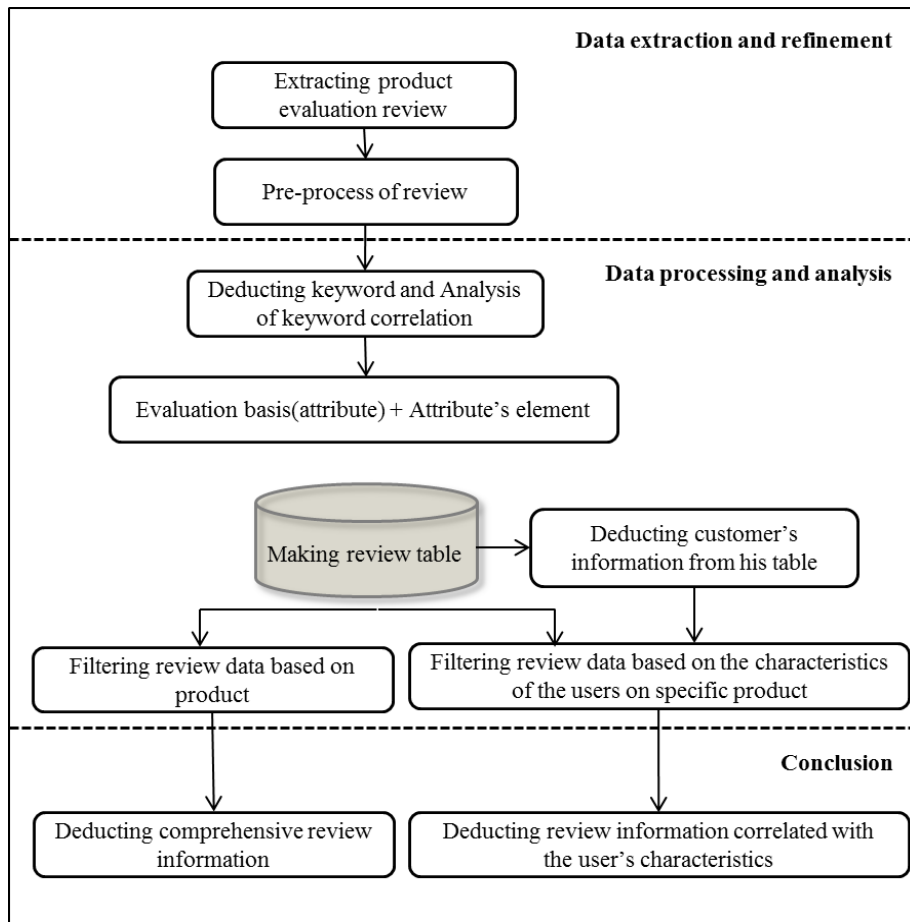 Data extraction and refinement
Extracting product
evaluation review
Pre-process of review
Data processing and analysis
Deducting keyword and Analysis
of keyword correlation
Evaluation basis(attribute) + Attribute's element
Making review table
Deducting customer's
information from his table
Filtering review data based on
product
Filtering review data based on the characteristics
of the users on specific product
Conclusion
Deducting comprehensive review
information
Deducting review information correlated with
the user's characteristics